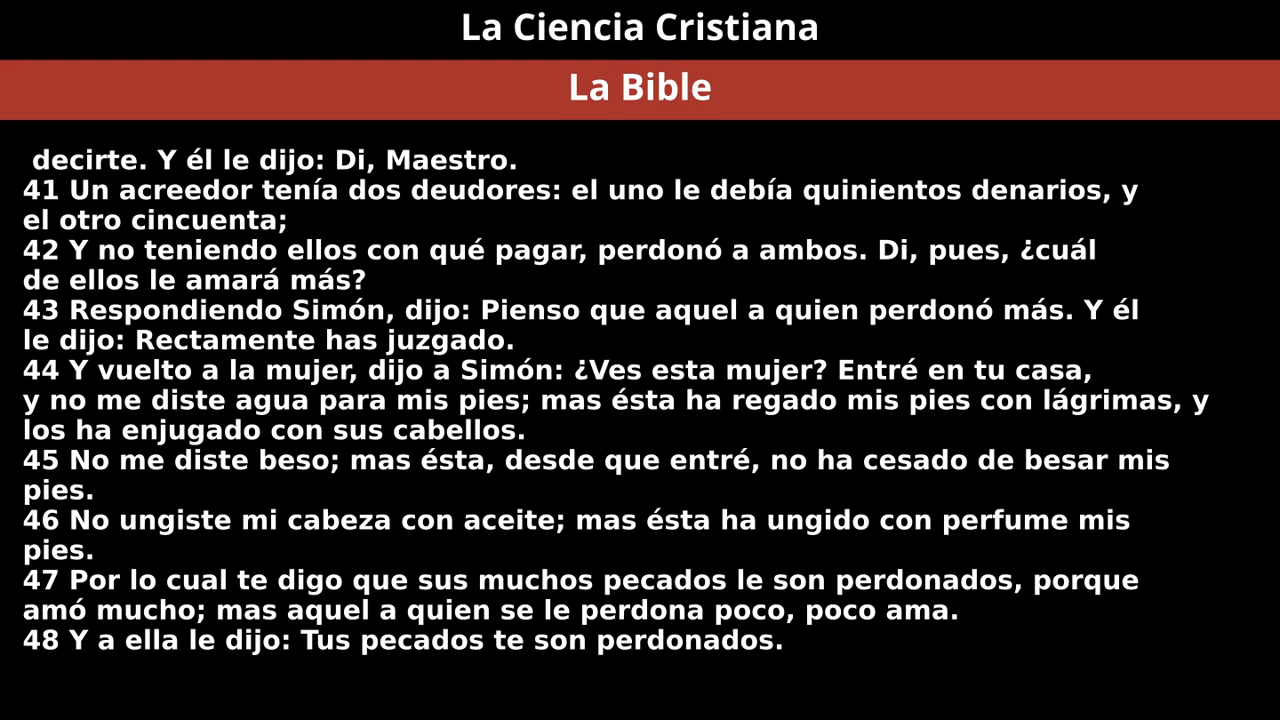 La Ciencia Cristiana
La Bible
decirte. Y él le dijo: Di, Maestro.
41 Un acreedor tenía dos deudores: el uno le debía quinientos denarios, y
el otro cincuenta;
42 Y no teniendo ellos con qué pagar, perdonó a ambos. Di, pues, ¿cuál
de ellos le amará más?
43 Respondiendo Simón, dijo: Pienso que aquel a quien perdonó más. Y él
le dijo: Rectamente has juzgado.
44 Y vuelto a la mujer, dijo a Simón: ¿Ves esta mujer? Entré en tu casa,
y no me diste agua para mis pies; mas ésta ha regado mis pies con lágrimas, y
los ha enjugado con sus cabellos.
45 No me diste beso; mas ésta, desde que entré, no ha cesado de besar mis
pies.
46 No ungiste mi cabeza con aceite; mas ésta ha ungido con perfume mis
pies.
47 Por lo cual te digo que sus muchos pecados le son perdonados, porque
amó mucho; mas aquel a quien se le perdona poco, poco ama.
48 Y a ella le dijo: Tus pecados te son perdonados.